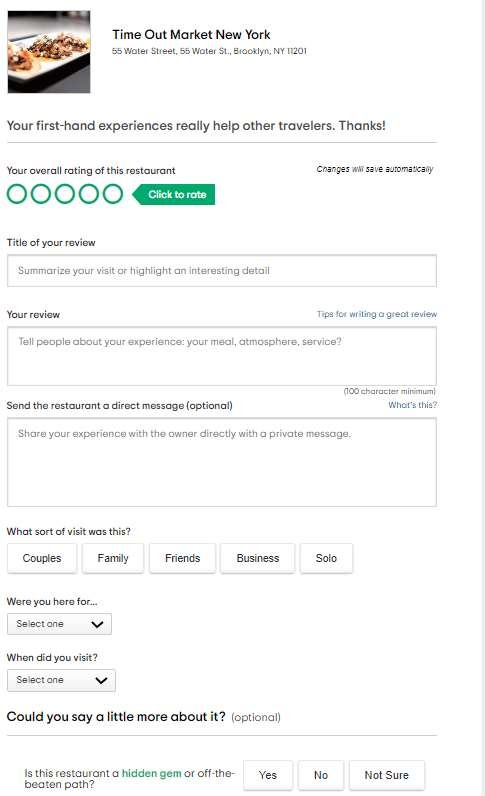 Time Out Market New York
55 Water Street, 55 Water St., Brooklyn, NY 11201
Your first-hand experiences really help other travelers. Thanks!
Your overall rating of this restaurant
Changes will save automatically
Click to rate
Title of your review
Summarize your visit or highlight an interesting detail
Your review
Tips for writing a great review
Tell people about your experience: your meal, atmosphere, service?
(100 character minimum)
Send the restaurant a direct message (optional)
What's this?
Share your experience with the owner directly with a private message.
What sort of visit was this?
Couples Family Friends Business Solo
Were you here for...
Select one
When did you visit?
Select one
Could you say a little more about it? (optional)
Is this restaurant a hidden gem or off-the-
beaten path?
Yes No Not Sure